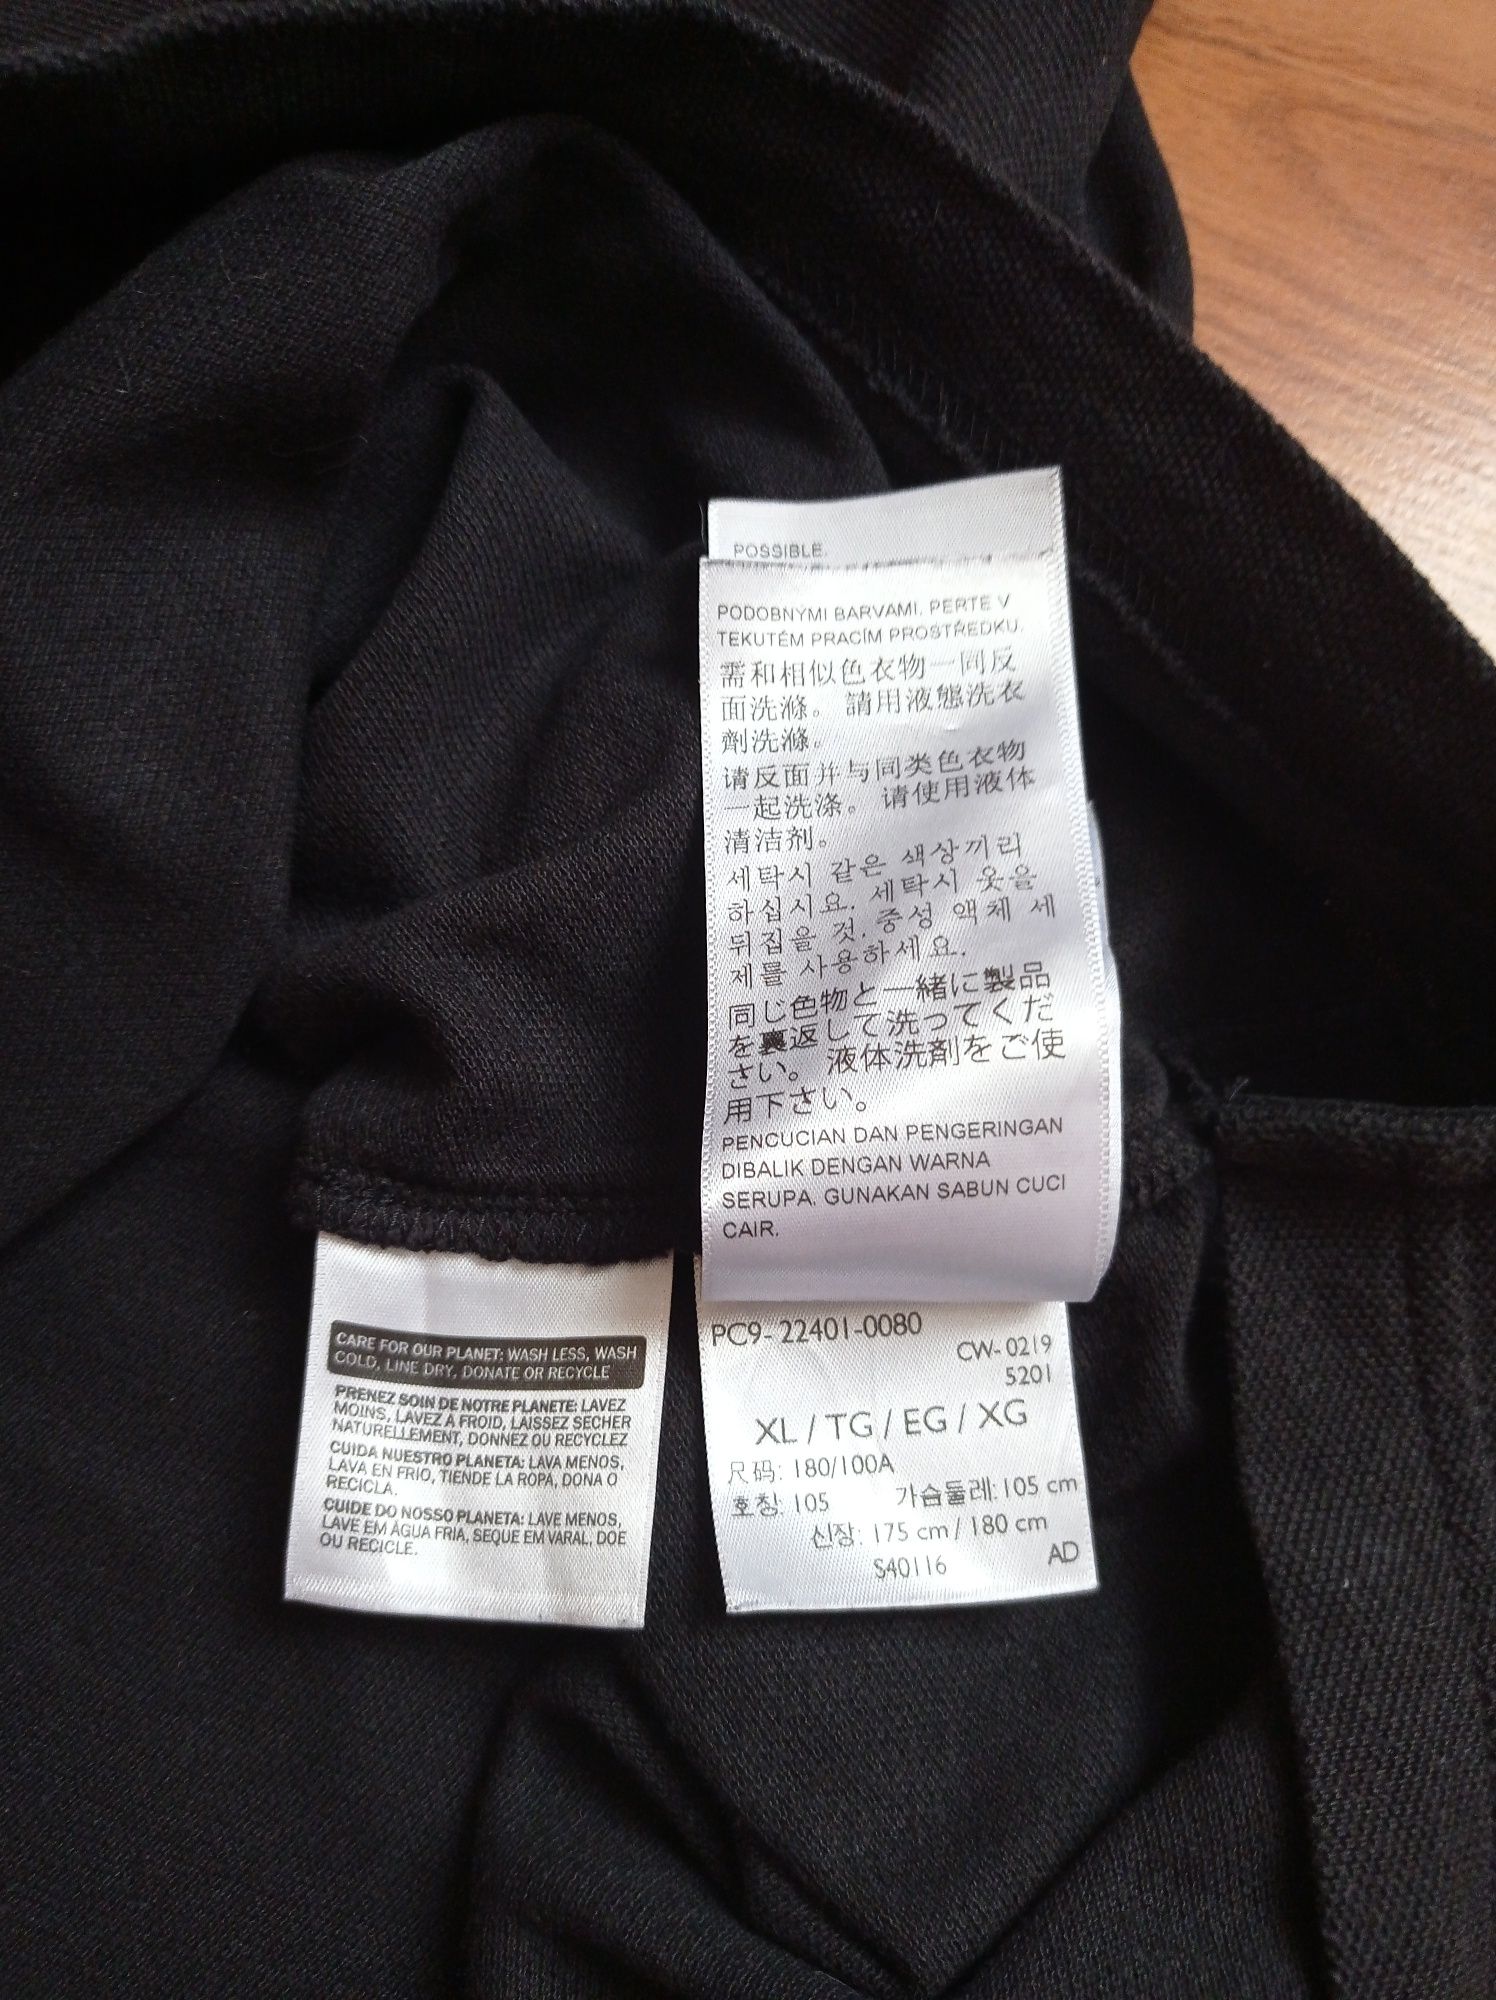 POSSIBLE.
PODOBNÝMI BARVAMI. PERTE V
TEKUTÉM PRACÍM PROSTŘEDKU.
需和相似色衣物一同反
面洗滌。 請用液態洗衣
劑洗滌。
请反面并与同类色衣物
一起洗涤。 请使用液体
清洁剂。
세탁시 같은 색상끼리
하십시요. 세탁시 옷을
뒤집을 것. 중성 액체 세
제를 사용하세요.
同じ色物と一緒に製品
を裏返して洗ってくだ
さい。 液体洗剤をご使
用下さい。
PENCUCIAN DAN PENGERINGAN
DIBALIK DENGAN WARNA
SERUPA. GUNAKAN SABUN CUCI
CAIR.
CARE FOR OUR PLANET: WASH LESS, WASH
COLD, LINE DRY, DONATE OR RECYCLE
PRENEZ SOIN DE NOTRE PLANETE: LAVEZ
MOINS, LAVEZ A FROID, LAISSEZ SECHER
NATURELLEMENT, DONNEZ OU RECYCLEZ
CUIDA NUESTRO PLANETA: LAVA MENOS,
LAVA EN FRIO, TIENDE LA ROPA, DONA O
RECICLA.
CUIDE DO NOSSO PLANETA: LAVE MENOS,
LAVE EM ÁGUA FRIA, SEQUE EM VARAL, DOE
OU RECICLE.
PC9- 22401-0080
CW- 0219
5201
XL / TG / EG / XG
尺码: 180/100A
호칭: 105 가슴둘레: 105 cm
신장: 175 cm / 180 cm
S40116 AD